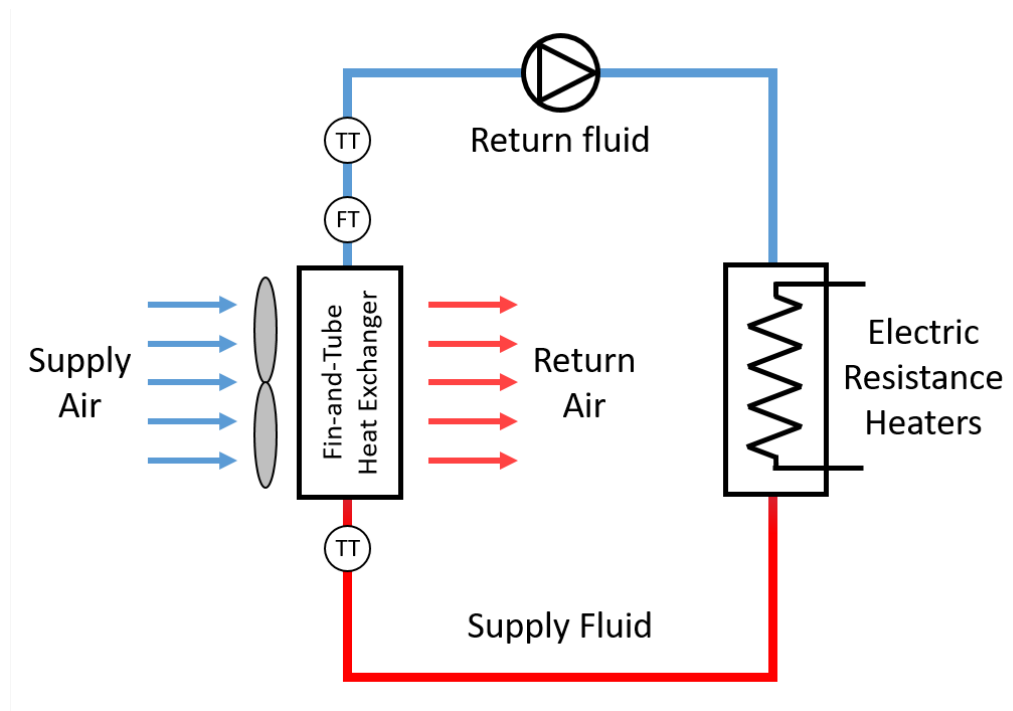 TT
Return fluid
FT
Fin-and-Tube
Heat Exchanger
Supply
Air
Return
Air
Electric
Resistance
Heaters
TT
Supply Fluid